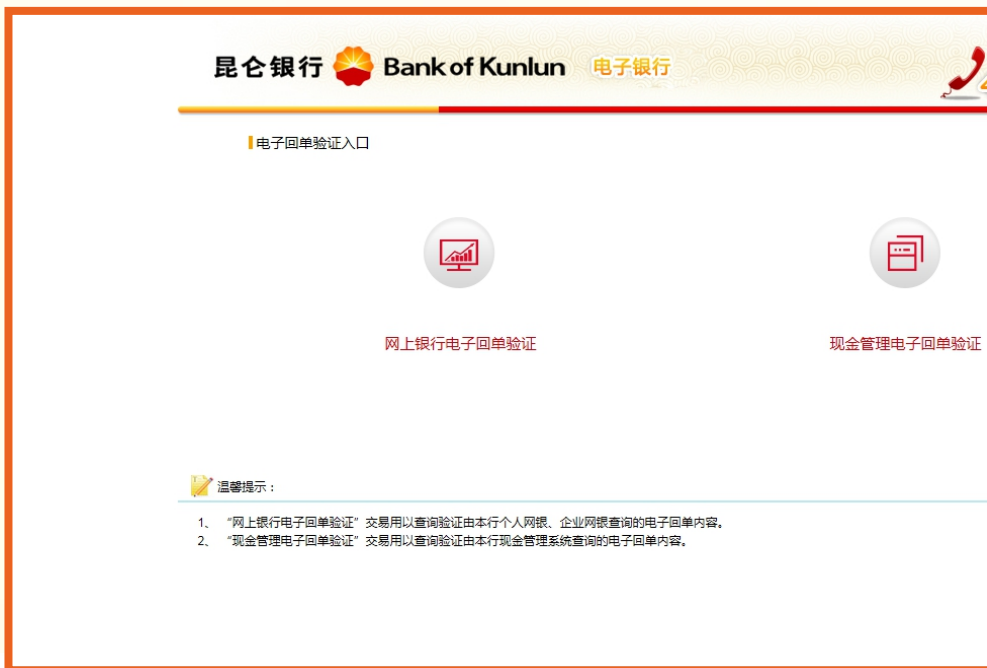 昆仑银行 Bank of Kunlun 电子银行
电子回单验证入口
网上银行电子回单验证 现金管理电子回单验证
温馨提示：
1、 “网上银行电子回单验证”交易用以查询验证由本行个人网银、企业网银查询的电子回单内容。
2、 “现金管理电子回单验证”交易用以查询验证由本行现金管理系统查询的电子回单内容。